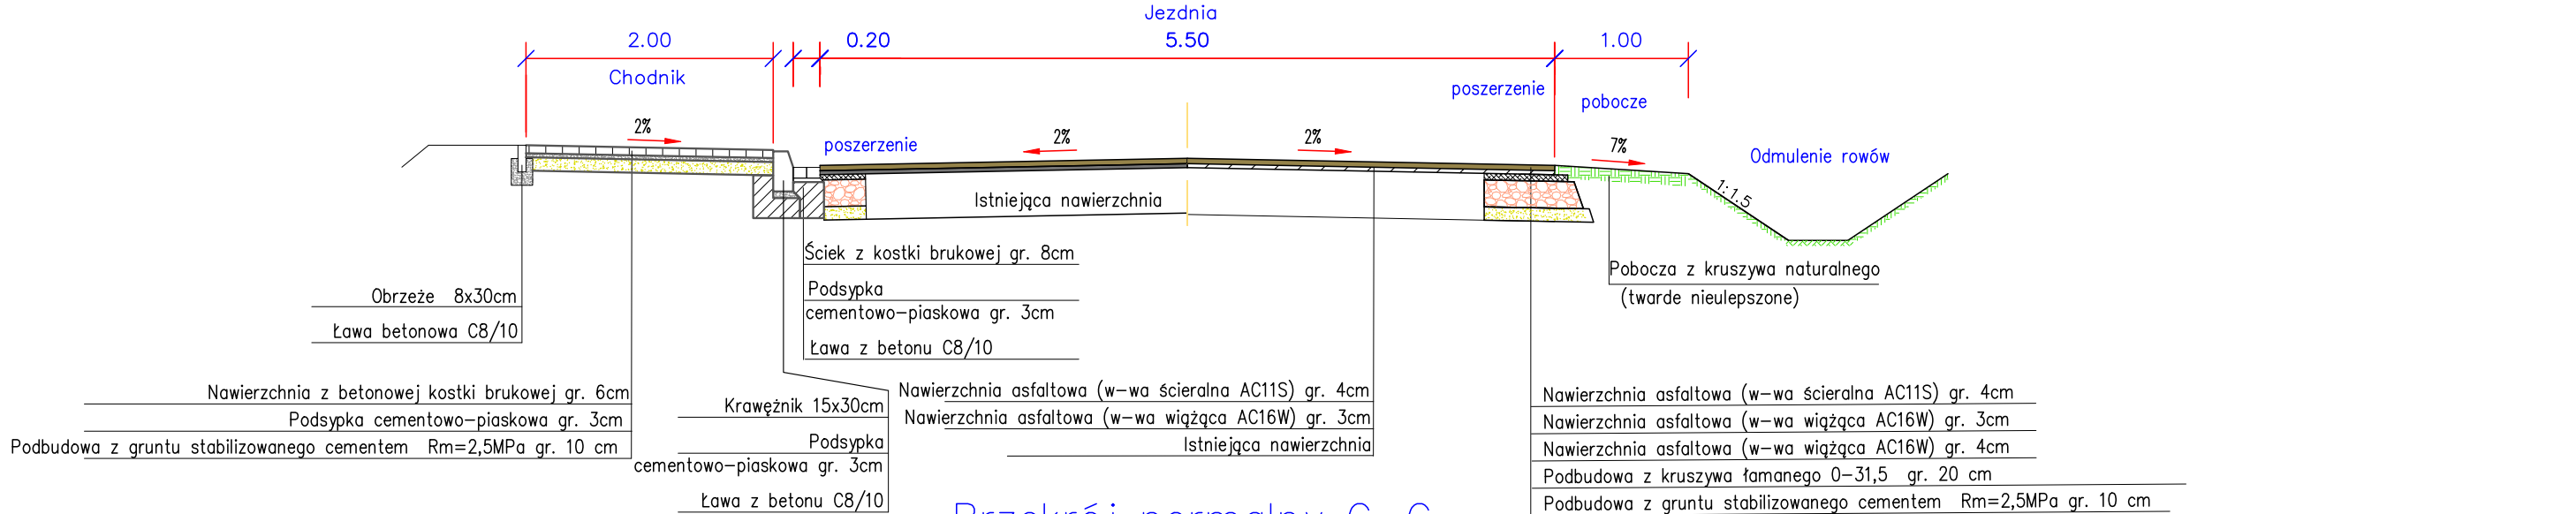 Jezdnia
2.00
0.20
5.50
1.00
Chodnik
poszerzenie
pobocze
2%
poszerzenie
2%
2%
7%
Odmulenie rowów
1:1.5
Istniejąca nawierzchnia
Ściek z kostki brukowej gr. 8cm
Podsypka
cementowo-piaskowa gr. 3cm
Ława z betonu C8/10
Pobocza z kruszywa naturalnego
(twarde nieulepszone)
Obrzeże 8x30cm
Ława betonowa C8/10
Nawierzchnia z betonowej kostki brukowej gr. 6cm
Podsypka cementowo-piaskowa gr. 3cm
Podbudowa z gruntu stabilizowanego cementem Rm=2,5MPa gr. 10 cm
Krawężnik 15x30cm
Podsypka
cementowo-piaskowa gr. 3cm
Ława z betonu C8/10
Nawierzchnia asfaltowa (w-wa ścieralna AC11S) gr. 4cm
Nawierzchnia asfaltowa (w-wa wiążąca AC16W) gr. 3cm
Istniejąca nawierzchnia
Nawierzchnia asfaltowa (w-wa ścieralna AC11S) gr. 4cm
Nawierzchnia asfaltowa (w-wa wiążąca AC16W) gr. 3cm
Nawierzchnia asfaltowa (w-wa wiążąca AC16W) gr. 4cm
Podbudowa z kruszywa łamanego 0-31,5 gr. 20 cm
Podbudowa z gruntu stabilizowanego cementem Rm=2,5MPa gr. 10 cm
Przekrój normalny